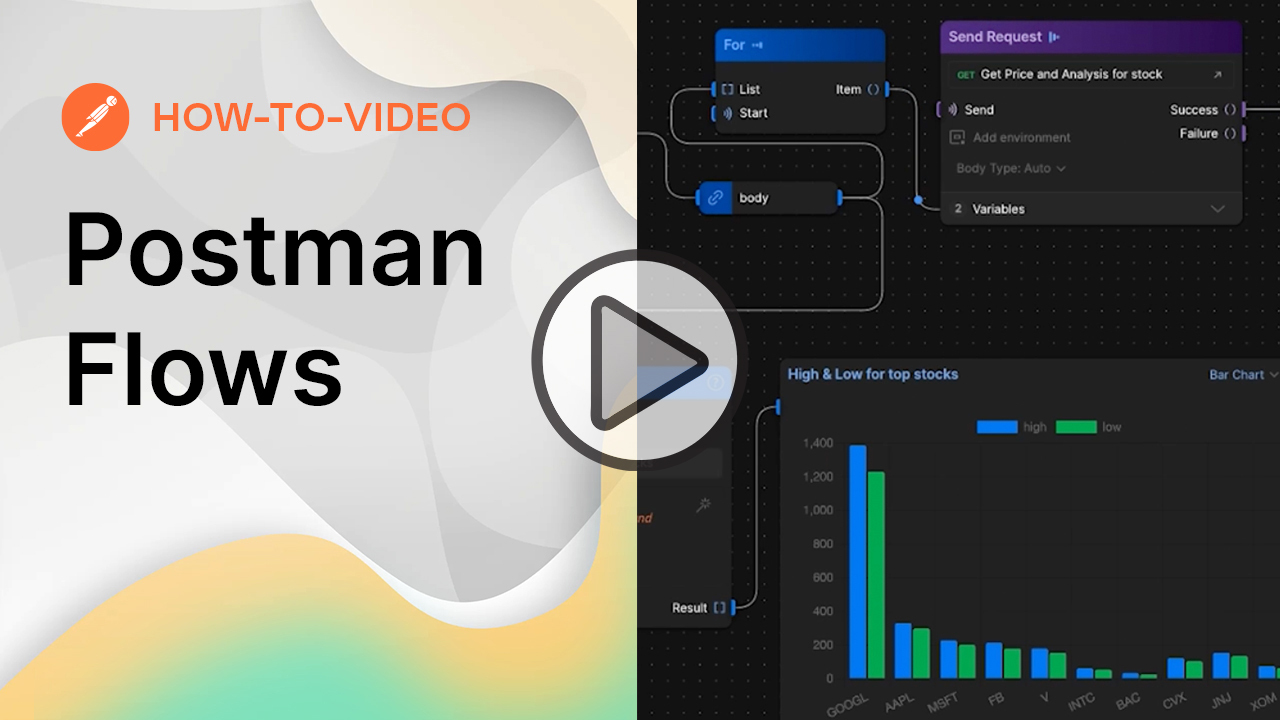 HOW-TO-VIDEO
Postman
Flows
For
List
Item
Start
body
Send Request
GET Get Price and Analysis for stock
Send
Success
Failure
Add environment
Body Type: Auto
2 Variables
nd
Result
High & Low for top stocks
Bar Chart
high
low
1,400
1,200
1,000
800
600
400
200
0
GOOGL
AAPL
MSFT
FB
V
INTC
BAC
CVX
JNJ
XOM